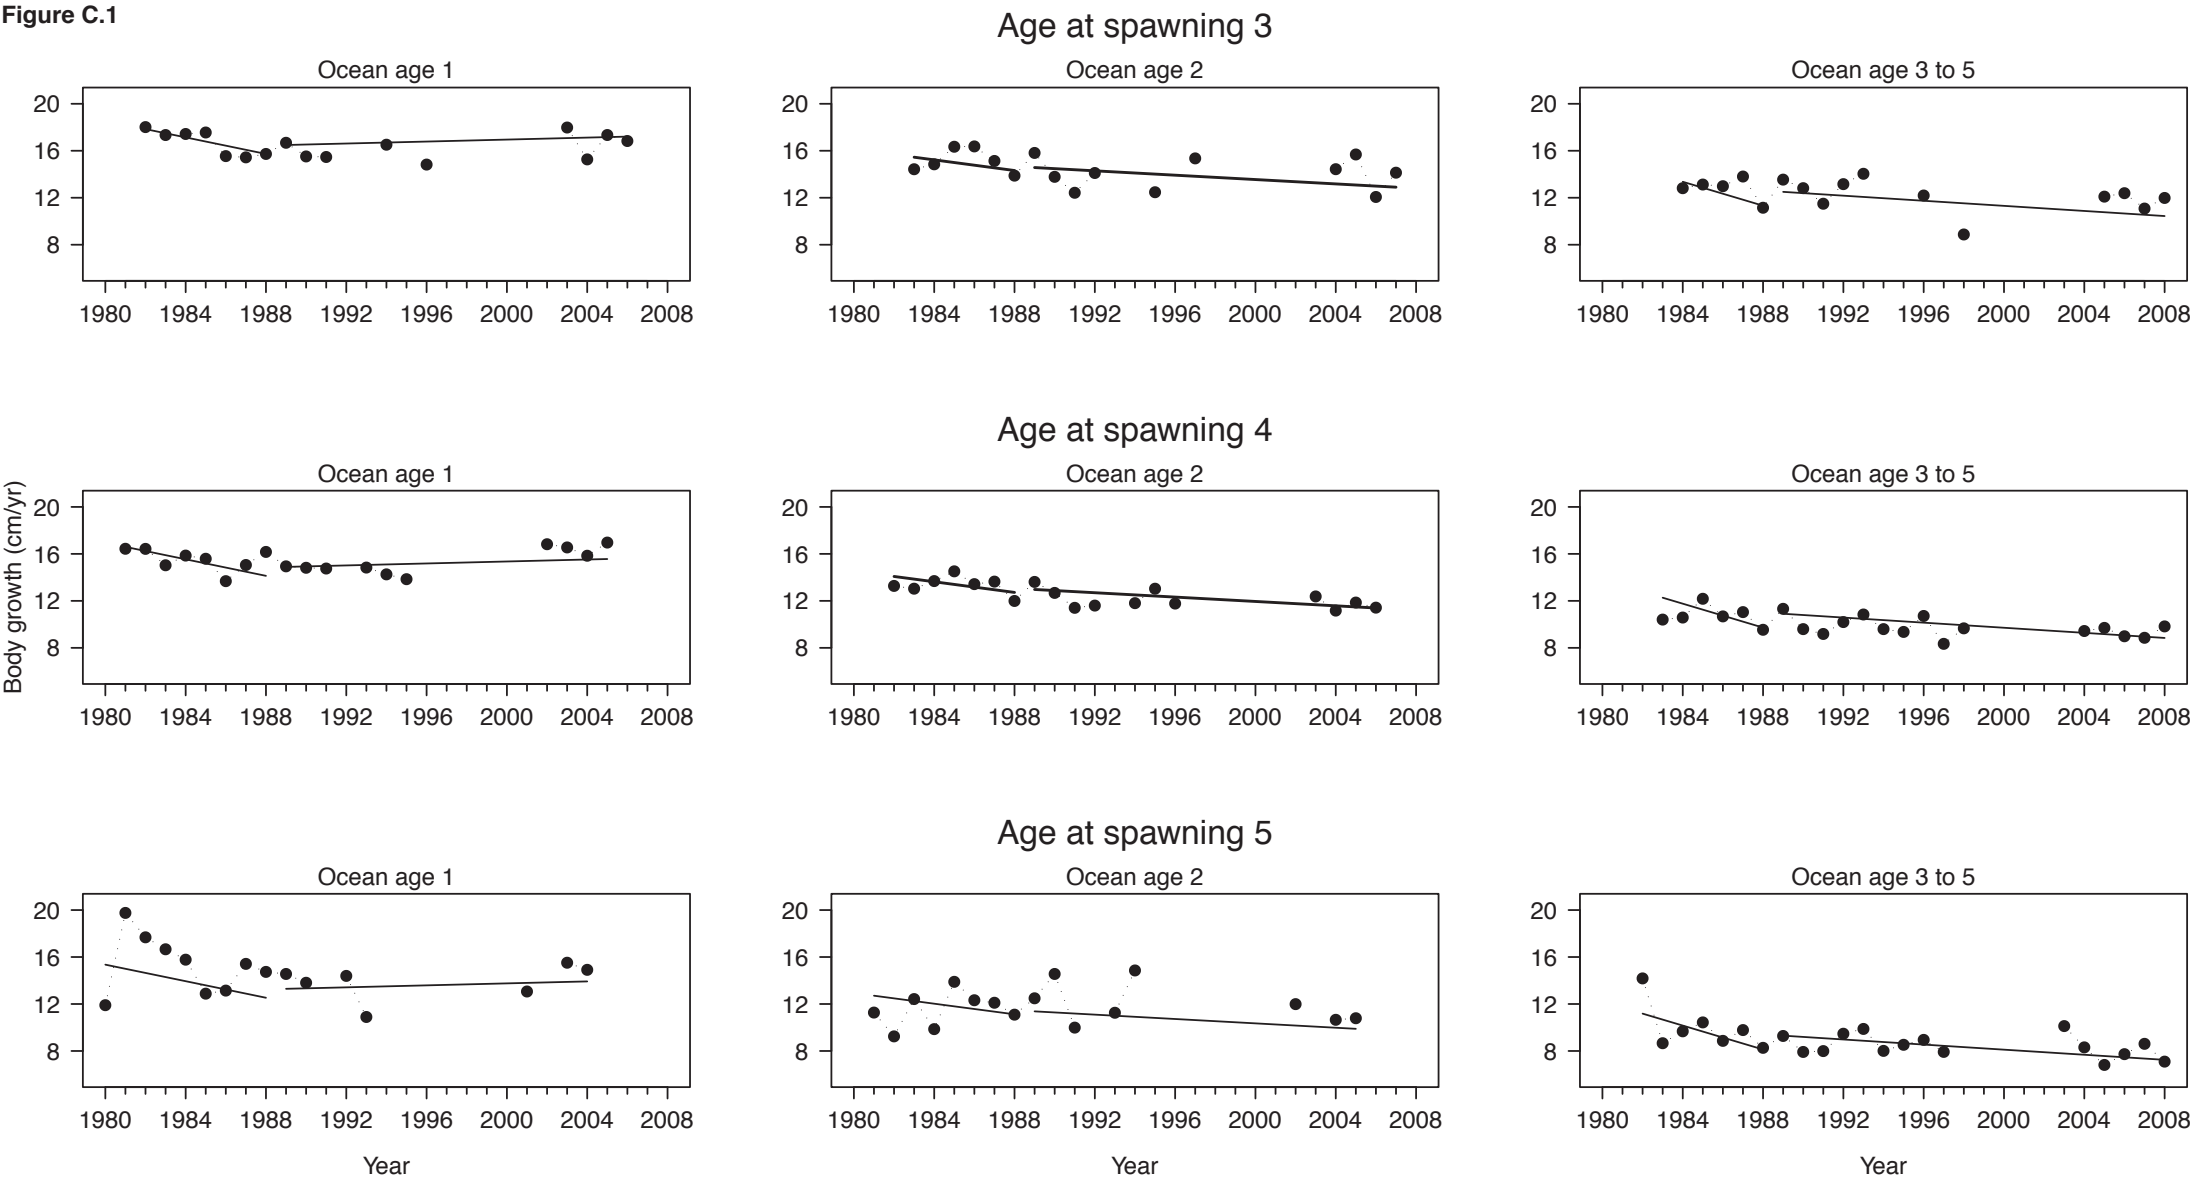 Figure C.1
Age at spawning 3
Ocean age 1
Ocean age 2
Ocean age 3 to 5
20 16 12 8
20 16 12 8
20 16 12 8
1980 1984 1988 1992 1996 2000 2004 2008
1980 1984 1988 1992 1996 2000 2004 2008
1980 1984 1988 1992 1996 2000 2004 2008
Age at spawning 4
Ocean age 1
Ocean age 2
Ocean age 3 to 5
Body growth (cm/yr)
20 16 12 8
20 16 12 8
20 16 12 8
1980 1984 1988 1992 1996 2000 2004 2008
1980 1984 1988 1992 1996 2000 2004 2008
1980 1984 1988 1992 1996 2000 2004 2008
Age at spawning 5
Ocean age 1
Ocean age 2
Ocean age 3 to 5
20 16 12 8
20 16 12 8
20 16 12 8
1980 1984 1988 1992 1996 2000 2004 2008
1980 1984 1988 1992 1996 2000 2004 2008
1980 1984 1988 1992 1996 2000 2004 2008
Year
Year
Year